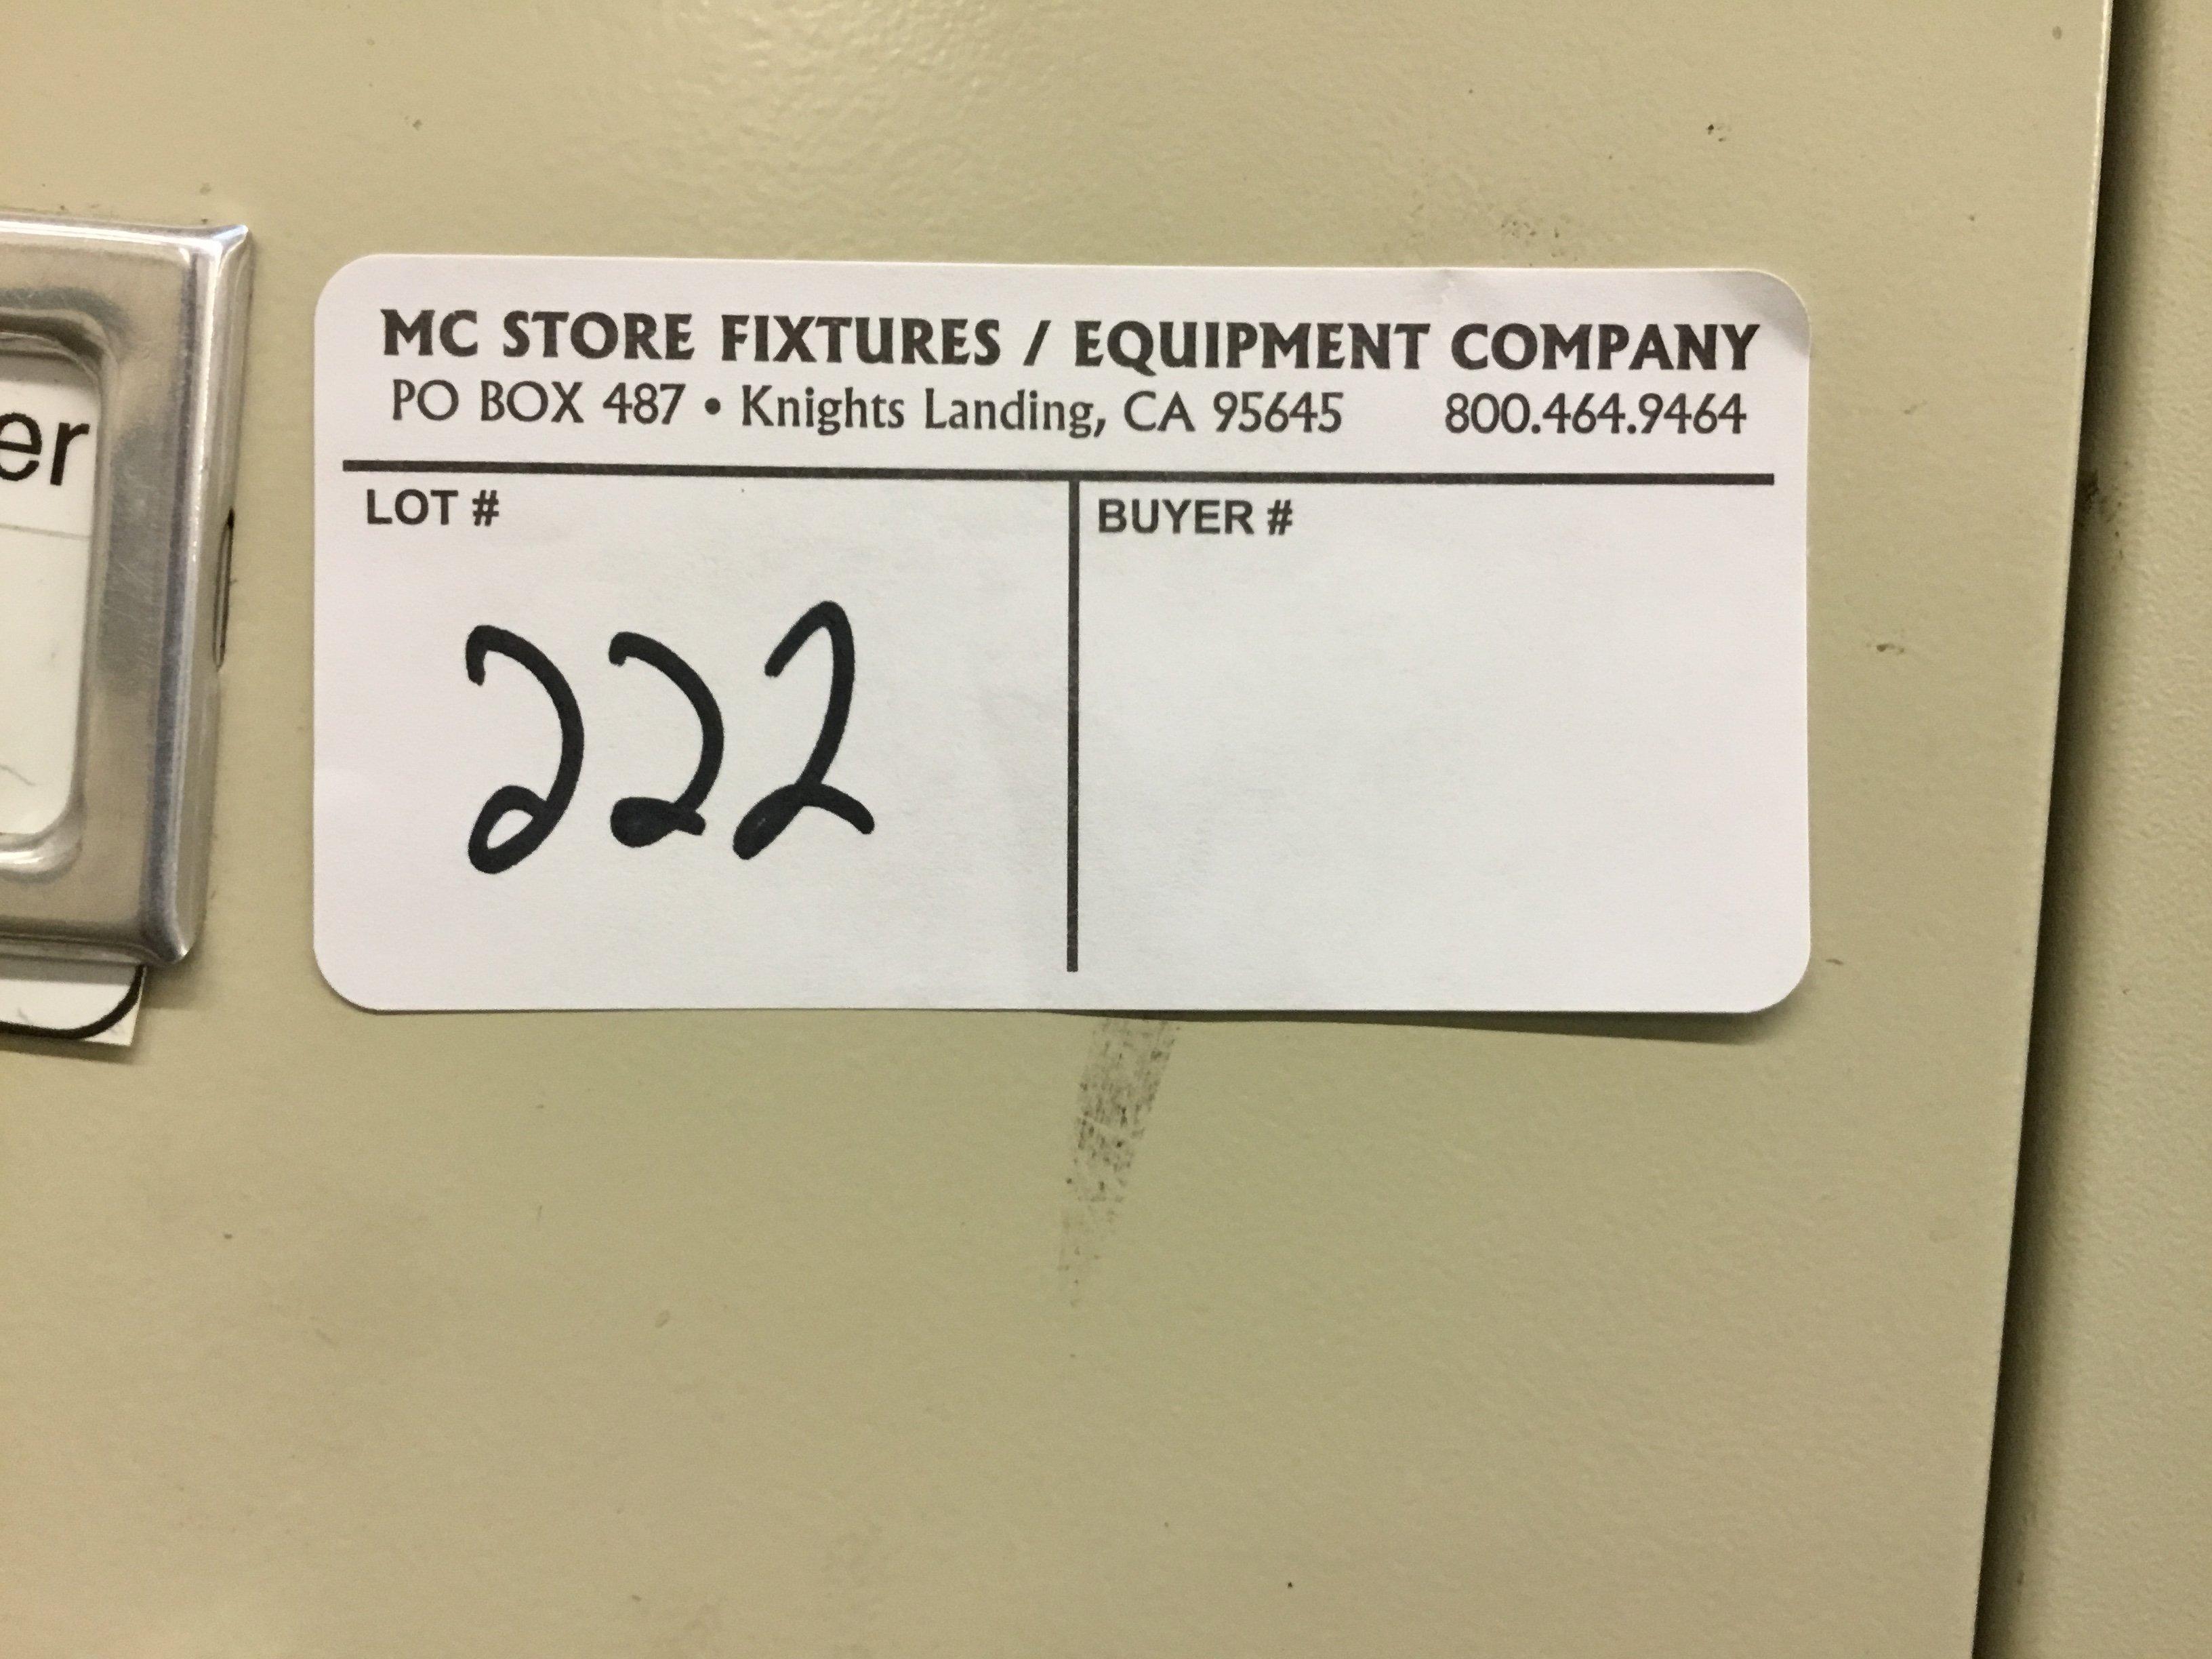 er
MC STORE FIXTURES / EQUIPMENT COMPANY
PO BOX 487 • Knights Landing, CA 95645 800.464.9464
LOT # BUYER #
222